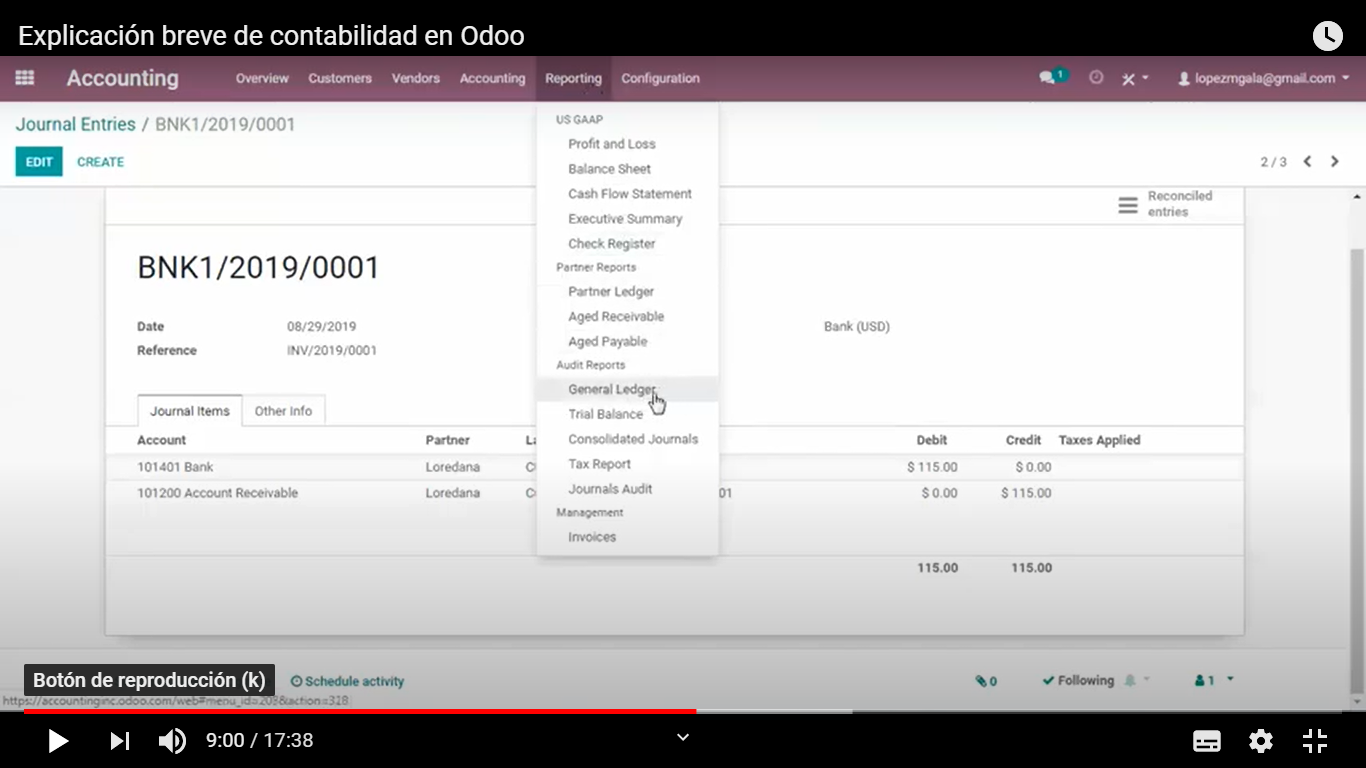 Explicación breve de contabilidad en Odoo
Accounting Overview Customers Vendors Accounting Reporting Configuration 1 lopezmgala@gmail.com
Journal Entries / BNK1/2019/0001
EDIT CREATE 2 / 3
US GAAP
Profit and Loss
Balance Sheet
Cash Flow Statement
Executive Summary
Check Register
Partner Reports
Partner Ledger
Aged Receivable
Aged Payable
Audit Reports
General Ledger
Trial Balance
Consolidated Journals
Tax Report
Journals Audit
Management
Invoices
Reconciled
entries
BNK1/2019/0001
Date 08/29/2019 Bank (USD)
Reference INV/2019/0001
Journal Items Other Info
Account Partner Debit Credit Taxes Applied
101401 Bank Loredana $ 115.00 $ 0.00
101200 Account Receivable Loredana 01 $ 0.00 $ 115.00
115.00 115.00
Botón de reproducción (k) Schedule activity 0 Following 1
https://accountinginc.odoo.com/web#menu_id=203&action=328
9:00 / 17:38